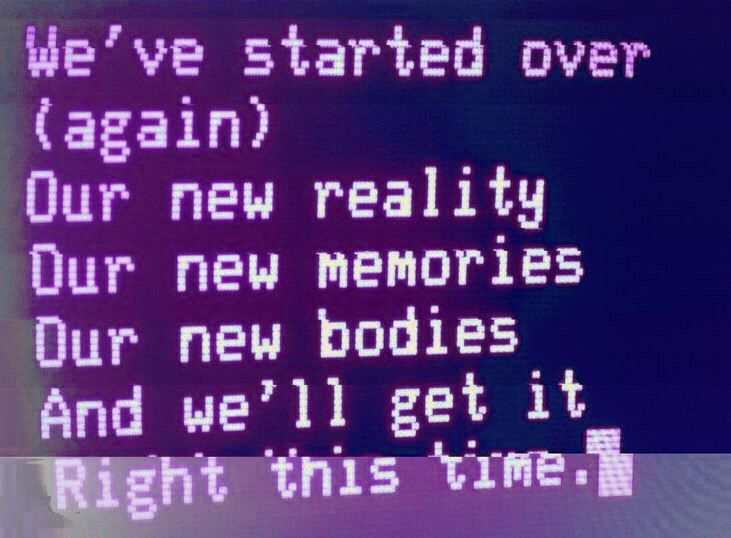 We've started over
(again)
Our new reality
Our new memories
Our new bodies
And we'll get it
Right this time.